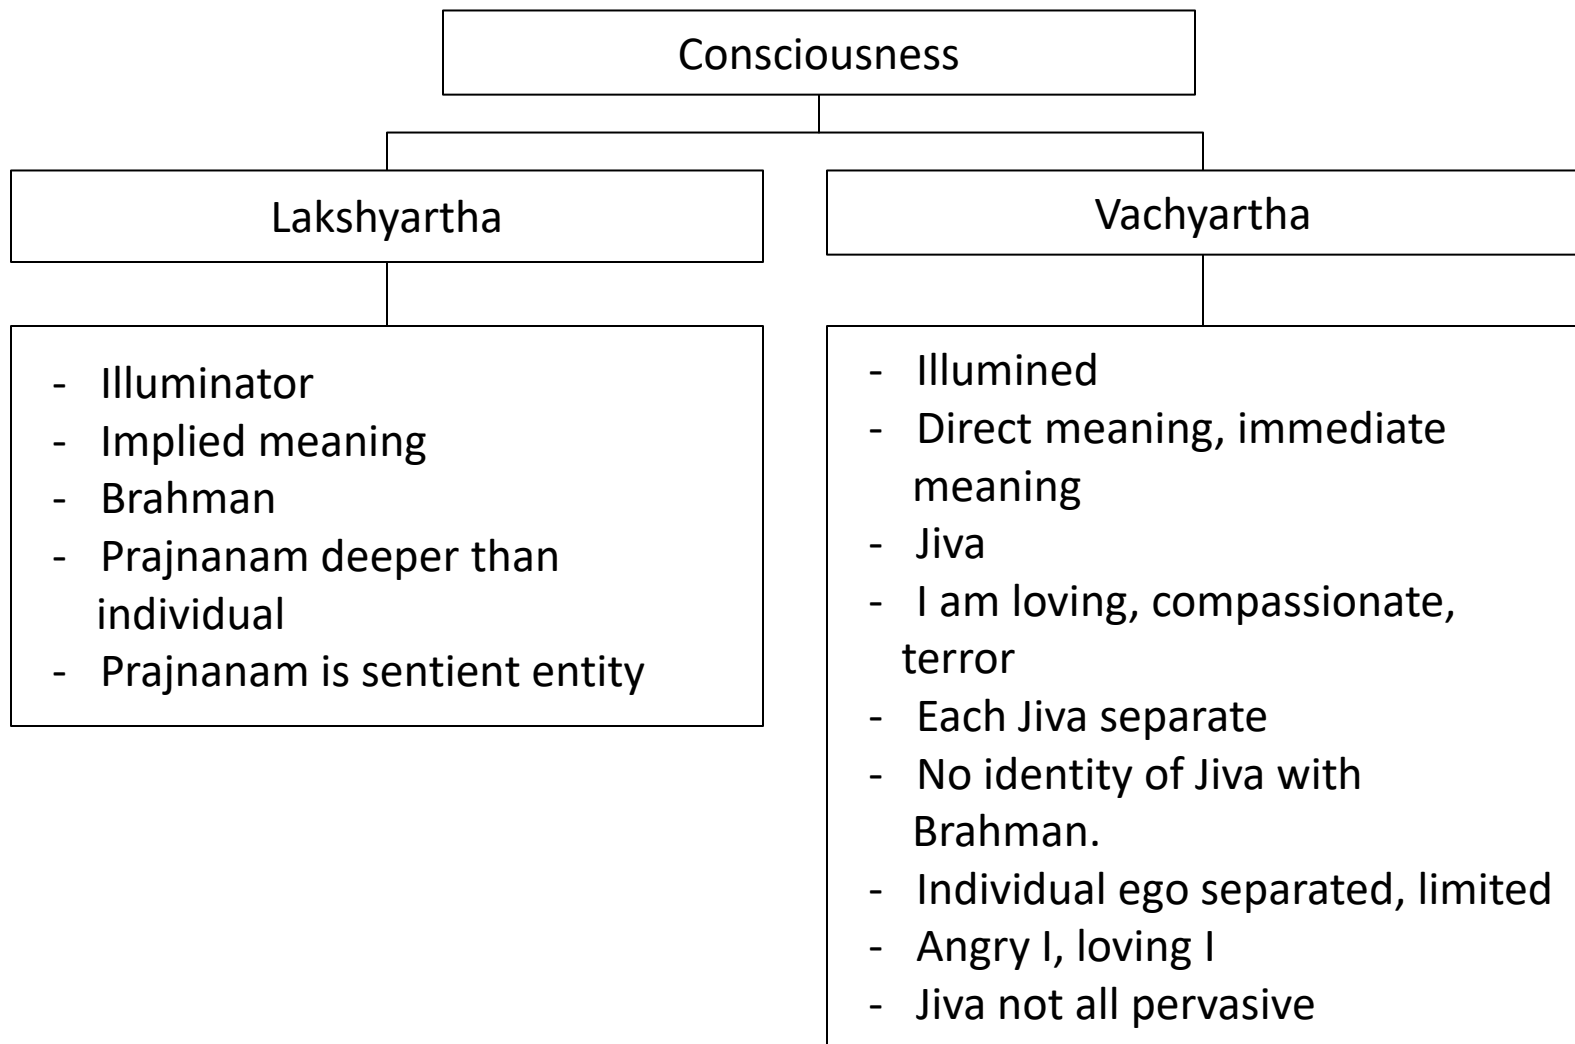 Consciousness
Lakshyartha
- Illuminator
- Implied meaning
- Brahman
- Prajnanam deeper than
individual
- Prajnanam is sentient entity
Vachyartha
- Illumined
- Direct meaning, immediate
meaning
- Jiva
- I am loving, compassionate,
terror
- Each Jiva separate
- No identity of Jiva with
Brahman.
- Individual ego separated, limited
- Angry I, loving I
- Jiva not all pervasive